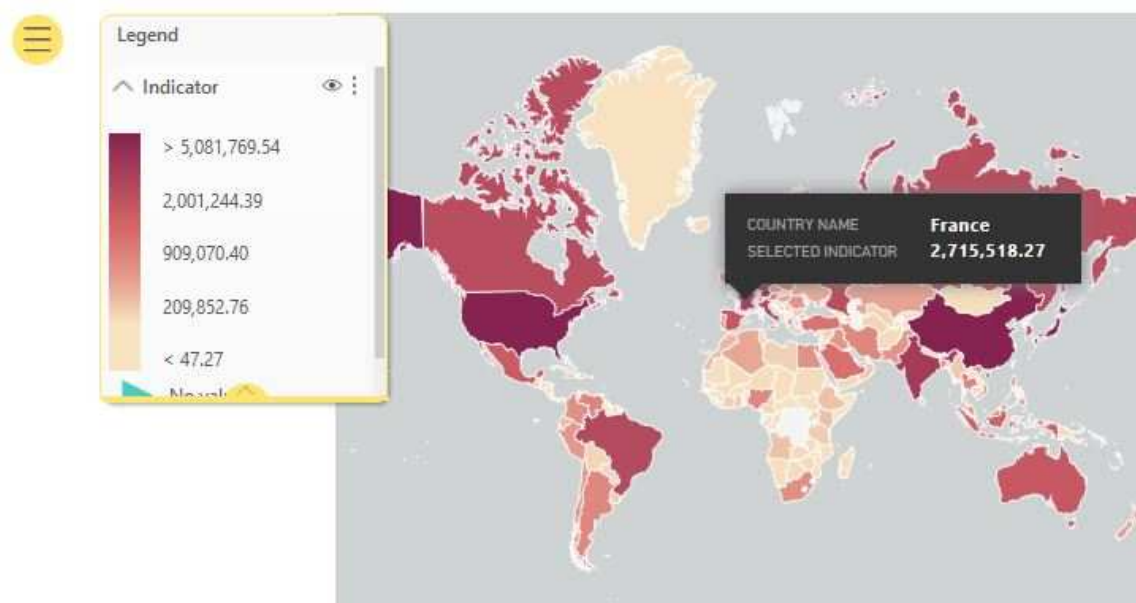 Legend
Indicator
> 5,081,769.54
2,001,244.39
909,070.40
209,852.76
< 47.27
COUNTRY NAME France
SELECTED INDICATOR 2,715,518.27